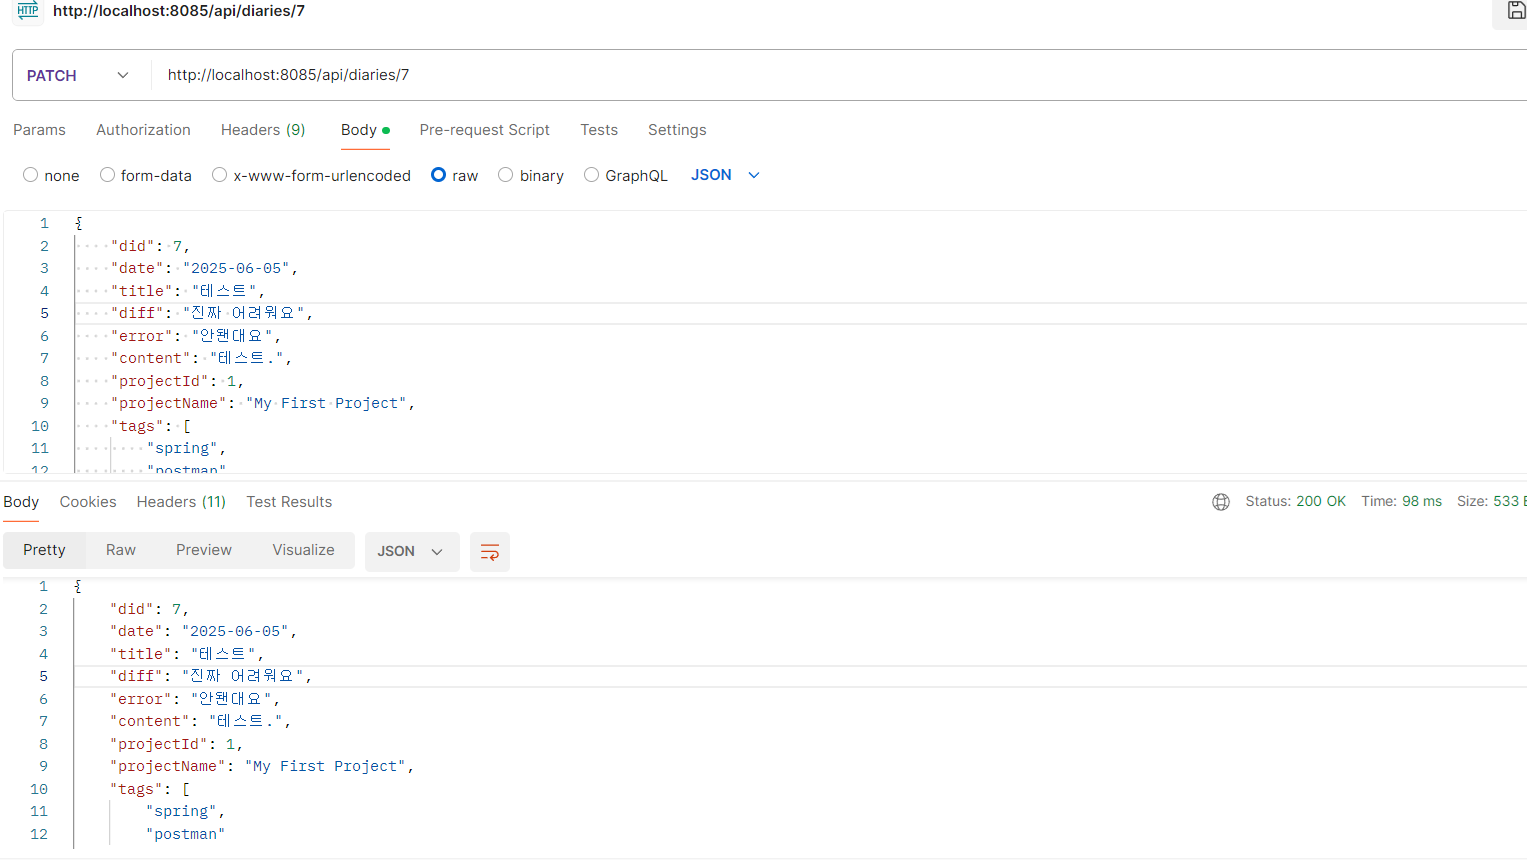 HTTP http://localhost:8085/api/diaries/7
PATCH http://localhost:8085/api/diaries/7
Params Authorization Headers (9) Body Pre-request Script Tests Settings
none form-data x-www-form-urlencoded raw binary GraphQL JSON
1 {
2 "did": 7,
3 "date": "2025-06-05",
4 "title": "테스트",
5 "diff": "진짜 어려워요",
6 "error": "안됀대요",
7 "content": "테스트.",
8 "projectId": 1,
9 "projectName": "My First Project",
10 "tags": [
11 "spring",
12 "postman"
Body Cookies Headers (11) Test Results Status: 200 OK Time: 98 ms Size: 533
Pretty Raw Preview Visualize JSON
1 {
2 "did": 7,
3 "date": "2025-06-05",
4 "title": "테스트",
5 "diff": "진짜 어려워요",
6 "error": "안됀대요",
7 "content": "테스트.",
8 "projectId": 1,
9 "projectName": "My First Project",
10 "tags": [
11 "spring",
12 "postman"